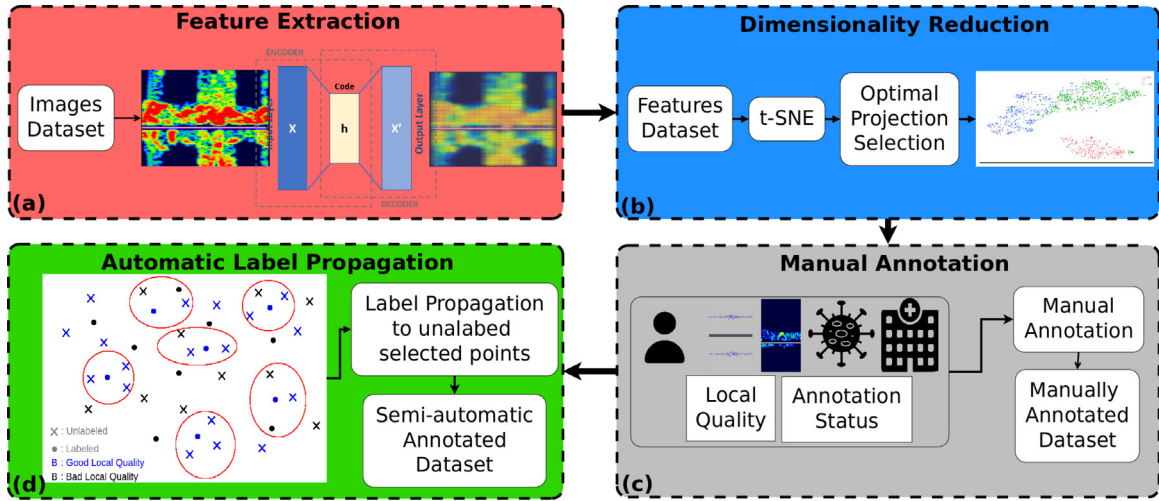 Feature Extraction
ENCODER
Images
Dataset
Input Layer
X
Code
h
X'
Output Layer
DECODER
(a)
Dimensionality Reduction
Features
Dataset
t-SNE
Optimal
Projection
Selection
(b)
Manual Annotation
Local
Quality
Annotation
Status
Manual
Annotation
Manually
Annotated
Dataset
(c)
Automatic Label Propagation
Label Propagation
to unalabed
selected points
Semi-automatic
Annotated
Dataset
X : Unlabeled
● : Labeled
B : Good Local Quality
B : Bad Local Quality
(d)